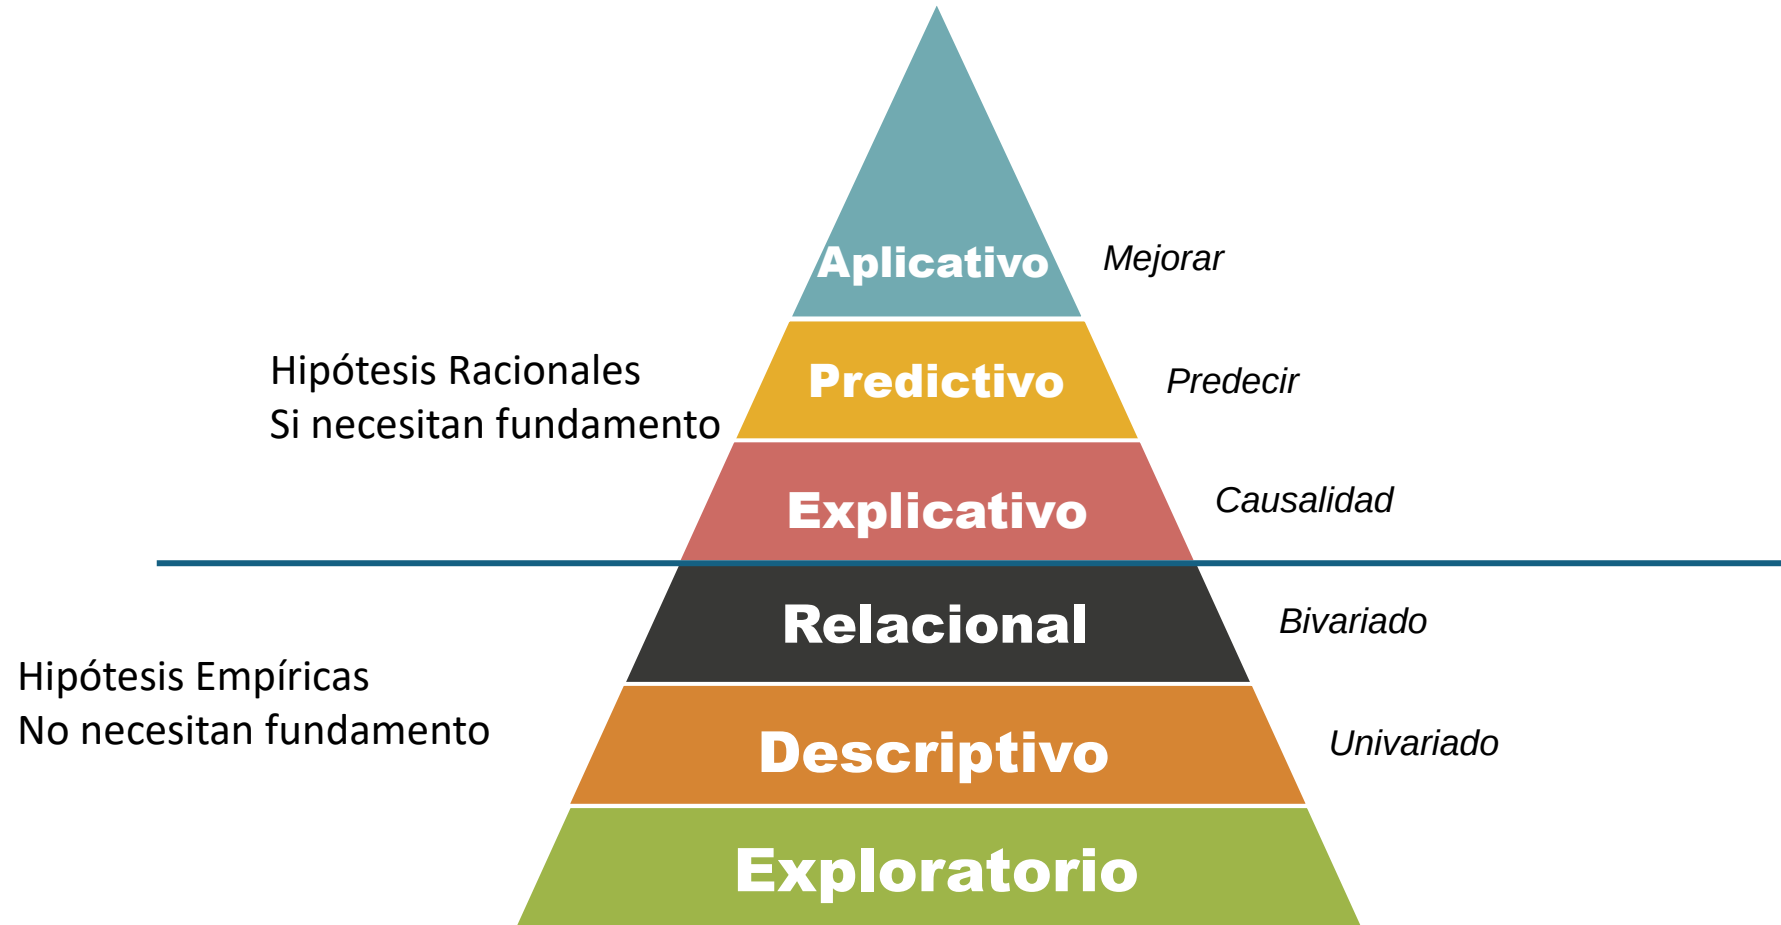 Aplicativo
Mejorar
Hipótesis Racionales
Si necesitan fundamento
Predictivo
Predecir
Explicativo
Causalidad
Relacional
Bivariado
Hipótesis Empíricas
No necesitan fundamento
Descriptivo
Univariado
Exploratorio